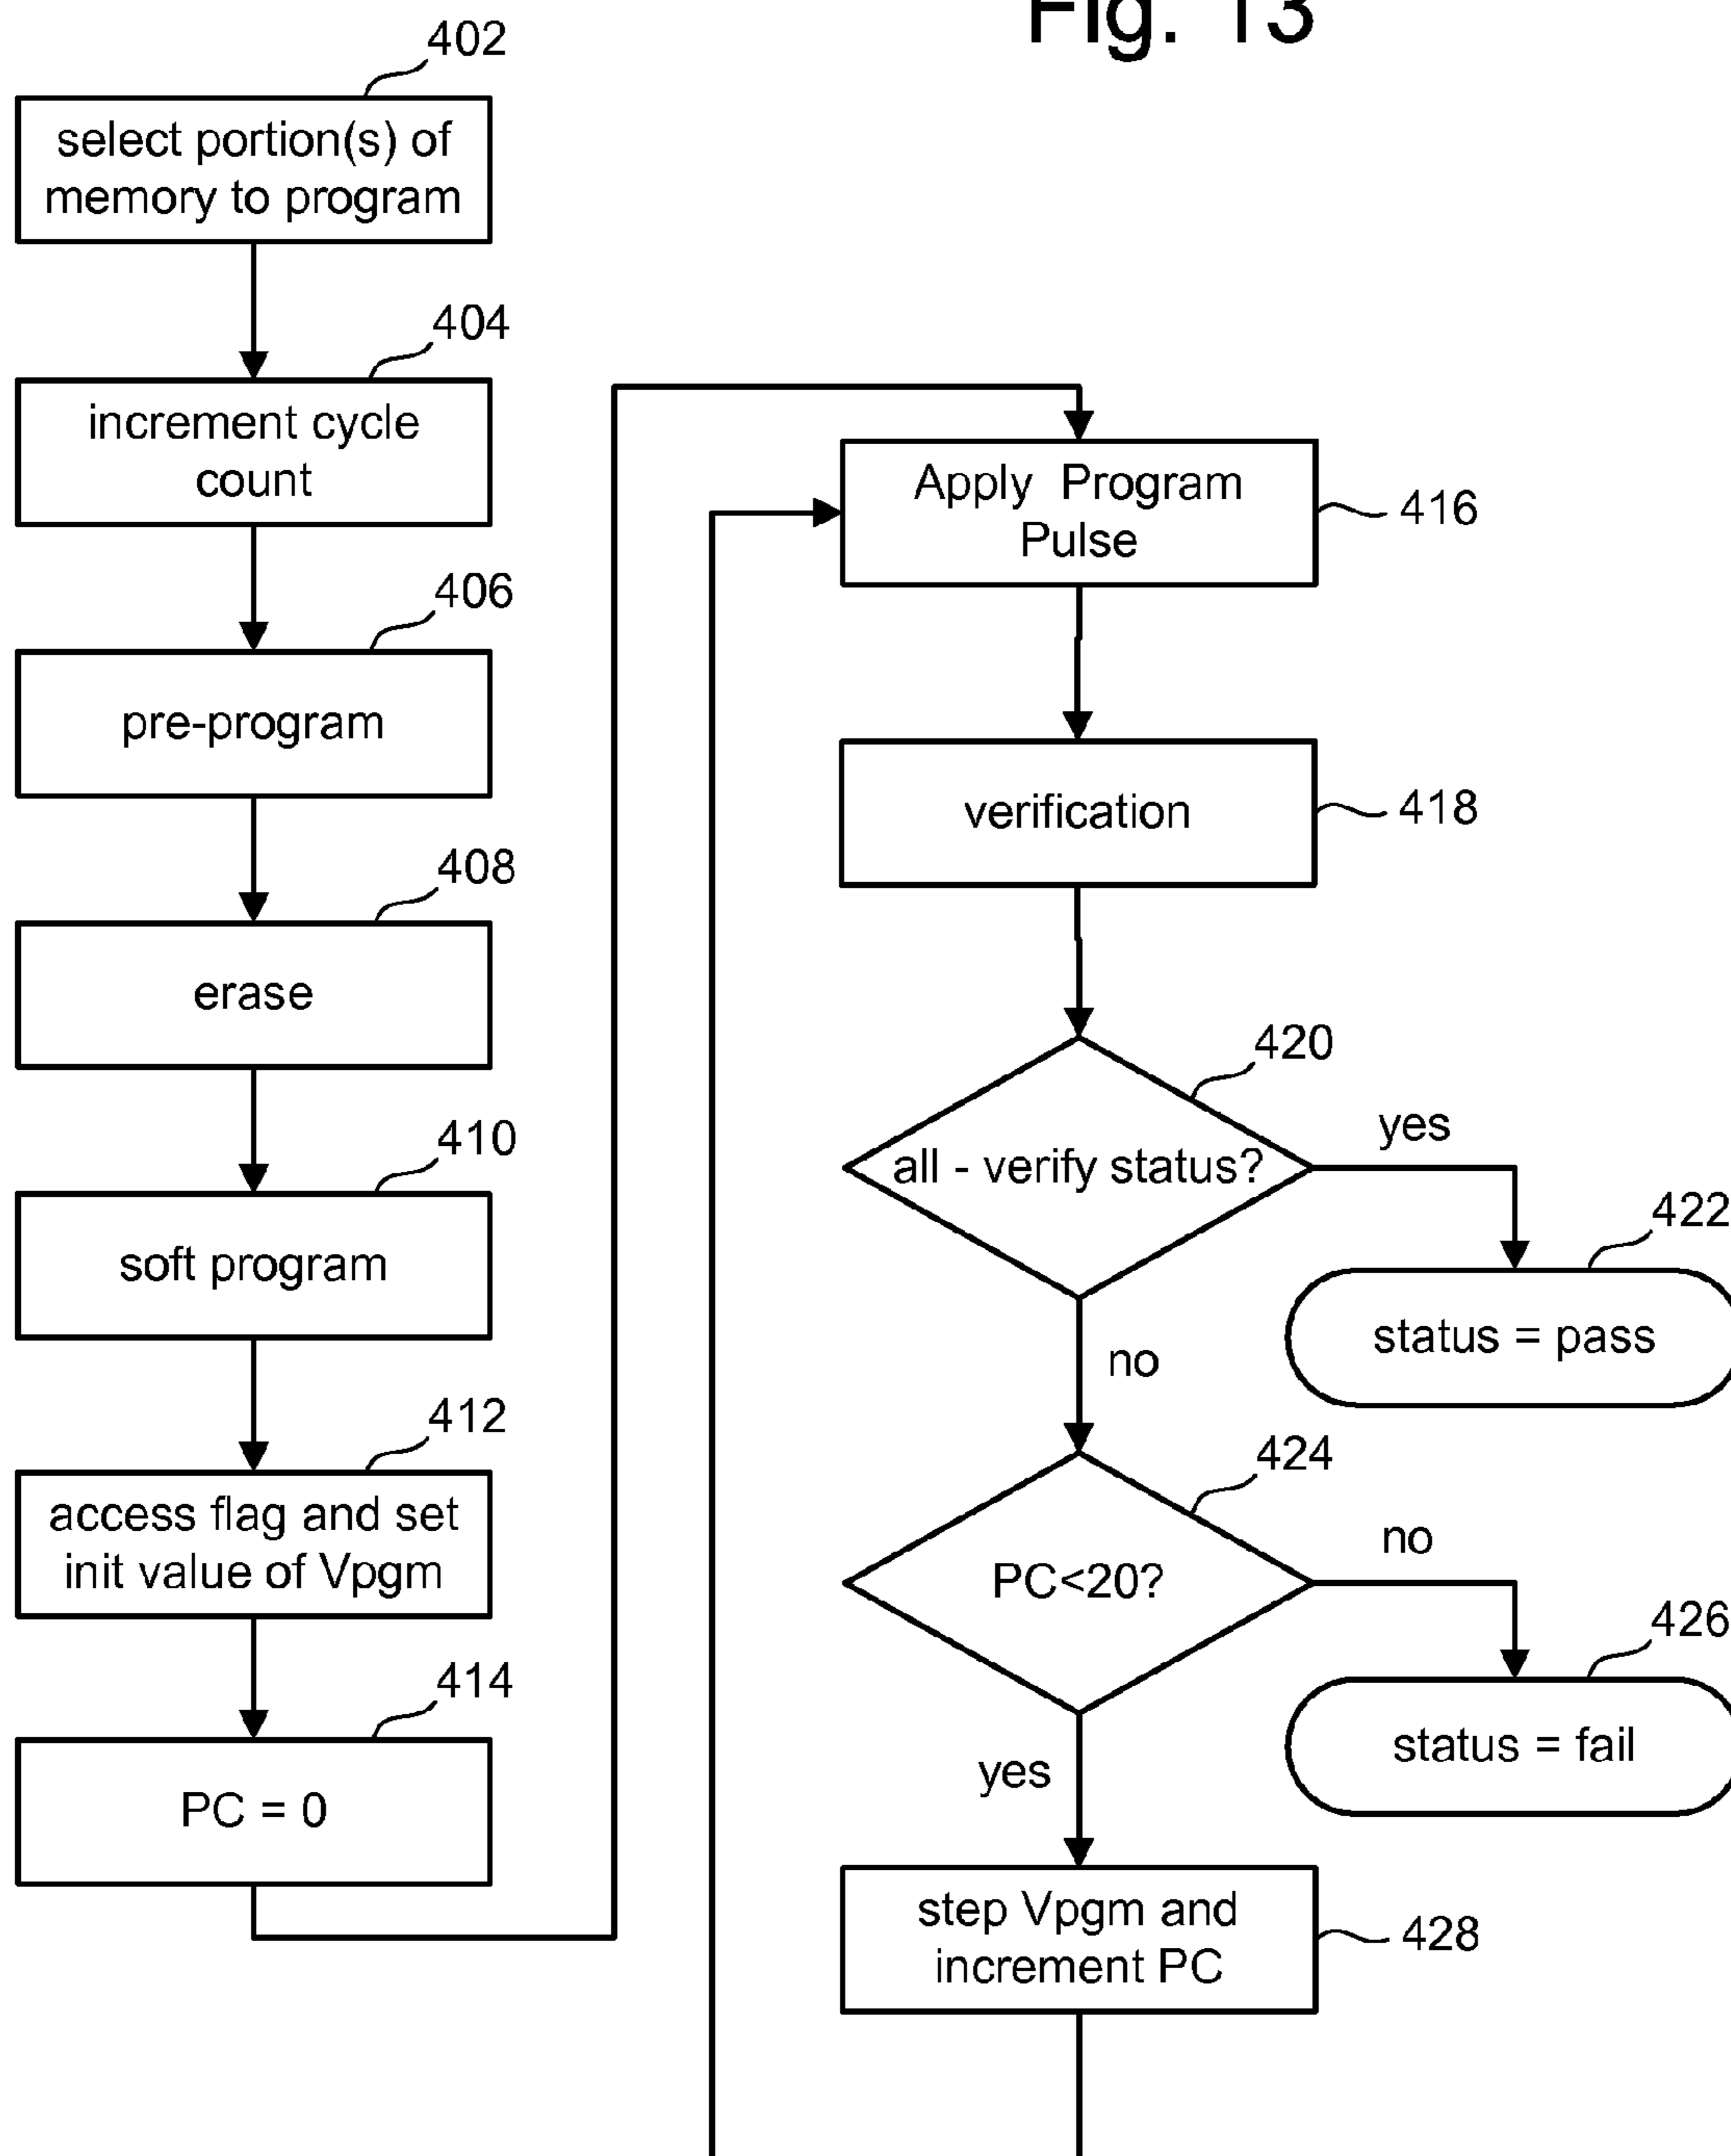 Fig. 13
402
select portion(s) of
memory to program
404
increment cycle
count
406
pre-program
408
erase
410
soft program
412
access flag and set
init value of Vpgm
414
PC = 0
Apply Program
Pulse
416
verification
418
420
all - verify status?
yes
422
status = pass
no
424
PC<20?
no
426
status = fail
yes
step Vpgm and
increment PC
428